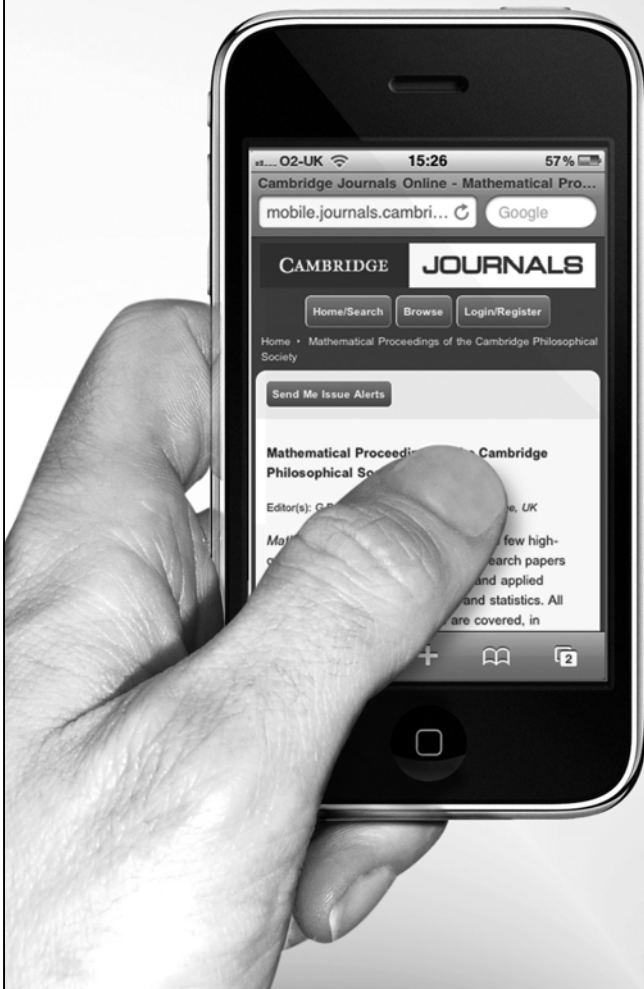 O2-UK 15:26 57%
Cambridge Journals Online - Mathematical Pro...
mobile.journals.cambri... Google
CAMBRIDGE JOURNALS
Home/Search Browse Login/Register
Home • Mathematical Proceedings of the Cambridge Philosophical
Society
Send Me Issue Alerts
Mathematical Cambridge
Philosophical
Editor(s): UK
few high-
earch papers
and applied
and statistics. All
are covered, in
2